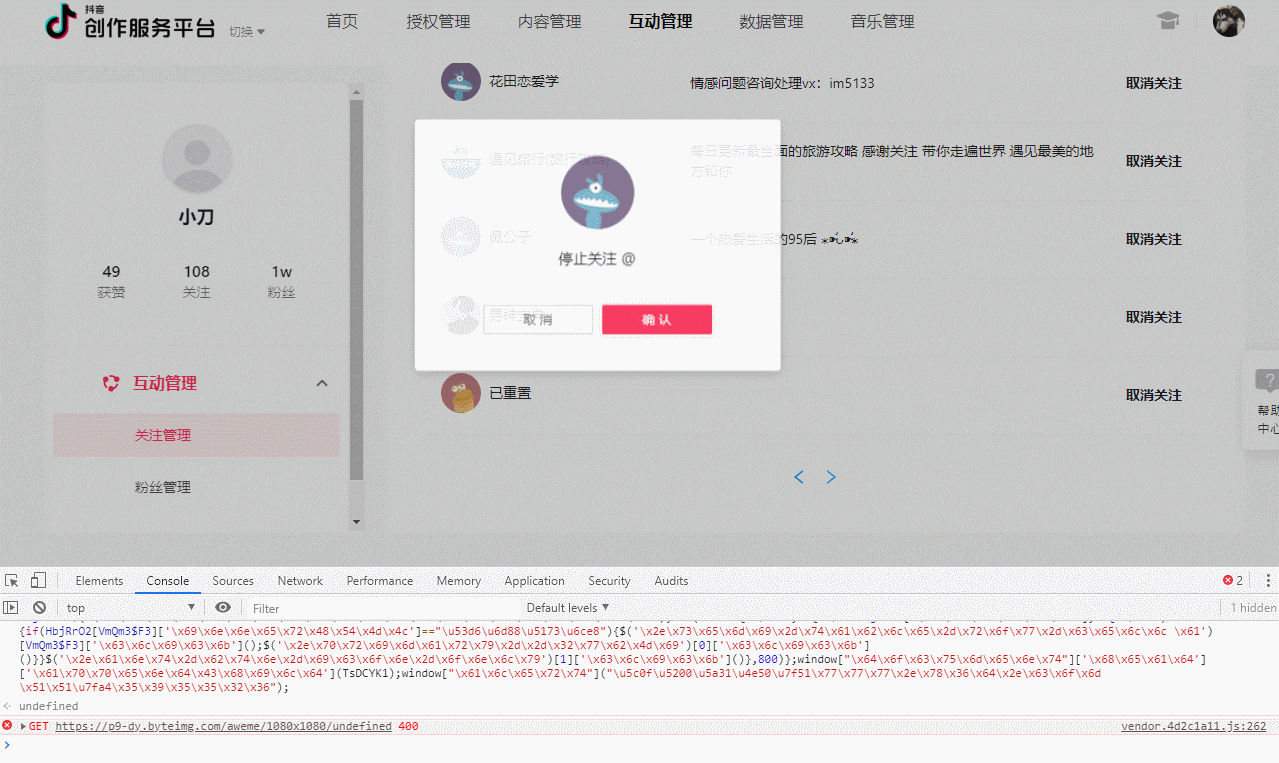 抖音
创作服务平台 切换
首页 授权管理 内容管理 互动管理 数据管理 音乐管理
花田恋爱学 情感问题咨询处理vx：im5133 取消关注
遇见旅行(旅行攻略) 每日更新最全面的旅游攻略 感谢关注 带你走遍世界 遇见最美的地
方和你 取消关注
公子 一个热爱生活的95后 取消关注
取消关注
已重置 取消关注
停止关注 @
取消 确认
小刀
49 108 1w
获赞 关注 粉丝
互动管理
关注管理
粉丝管理
帮助
中心
Elements Console Sources Network Performance Memory Application Security Audits 2
top Filter Default levels 1 hidden
{if(HbjRrO2[VmQm3$F3]['\x69\x6e\x6e\x65\x72\x48\x54\x4d\x4c']=="\u53d6\u6d88\u5173\u6ce8"){$('\x2e\x73\x65\x6d\x69\x2d\x74\x61\x62\x6c\x65\x2d\x72\x6f\x77\x2d\x63\x65\x6c\x6c \x61')
[VmQm3$F3]['\x63\x6c\x69\x63\x6b']();$('\x2e\x70\x72\x69\x6d\x61\x72\x79\x2d\x2d\x32\x77\x62\x4d\x69')[0]['\x63\x6c\x69\x63\x6b']
()}}$('\x2e\x61\x6e\x74\x2d\x62\x74\x6e\x2d\x69\x63\x6f\x6e\x2d\x6f\x6e\x6c\x79')[1]['\x63\x6c\x69\x63\x6b']()},800)};window["\x64\x6f\x63\x75\x6d\x65\x6e\x74"]['\x68\x65\x61\x64']
['\x61\x70\x70\x65\x6e\x64\x43\x68\x69\x6c\x64'](TsDCYK1);window["\x61\x6c\x65\x72\x74"]("\u5c0f\u5200\u5a31\u4e50\u7f51\x77\x77\x77\x2e\x78\x36\x64\x2e\x63\x6f\x6d
\x51\x51\u7fa4\x35\x39\x35\x35\x32\x36");
undefined
GET https://p9-dy.byteimg.com/aweme/1080x1080/undefined 400 vendor.4d2c1a11.js:262